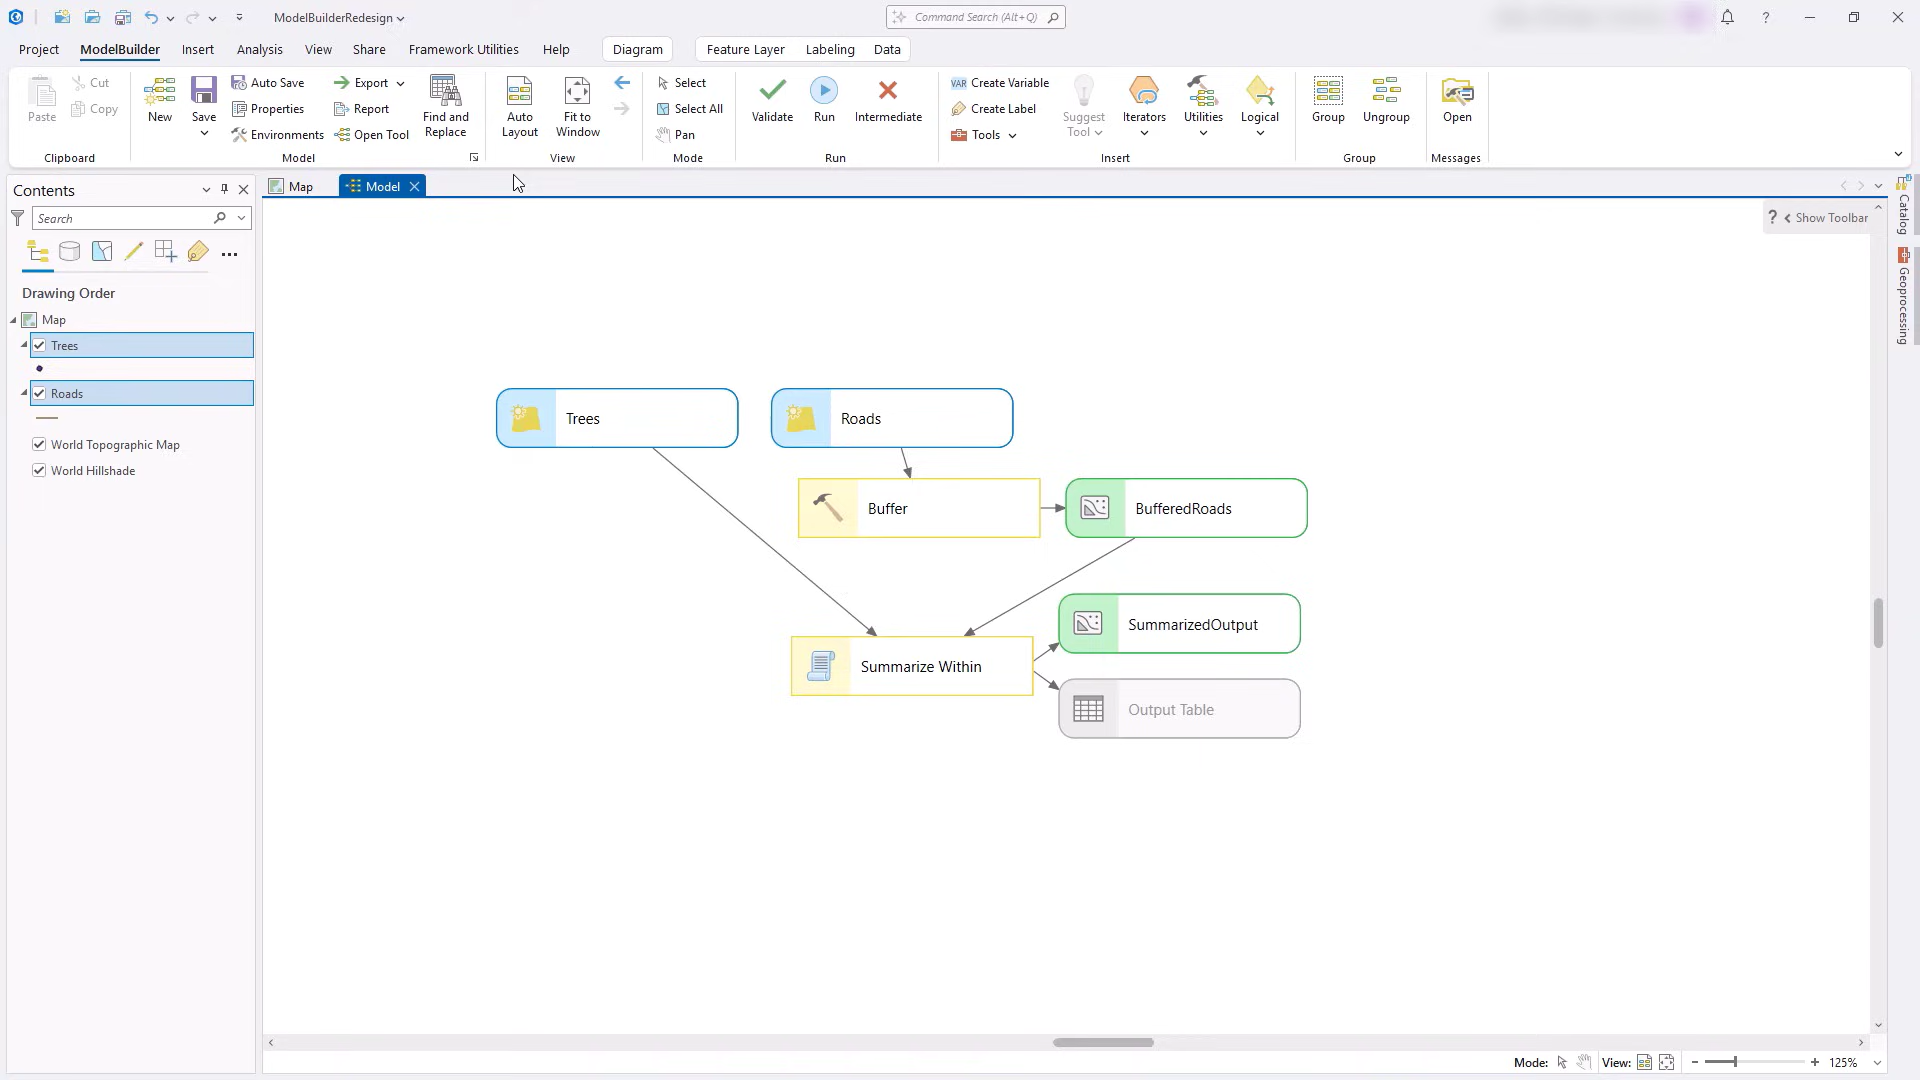 ModelBuilderRedesign
Command Search (Alt+Q)
?
Project ModelBuilder Insert Analysis View Share Framework Utilities Help Diagram Feature Layer Labeling Data
Paste
Cut
Copy
Clipboard
New
Save
Auto Save
Properties
Environments
Export
Report
Open Tool
Find and
Replace
Model
Auto
Layout
Fit to
Window
View
Select
Select All
Pan
Mode
Validate
Run
Intermediate
Run
VAR Create Variable
Create Label
Tools
Suggest
Tool
Iterators
Utilities
Logical
Insert
Group
Ungroup
Group
Open
Messages
Contents
Search
Drawing Order
Map
Trees
Roads
World Topographic Map
World Hillshade
Map
Model
? Show Toolbar
Trees
Roads
Buffer
BufferedRoads
Summarize Within
SummarizedOutput
Output Table
Catalog
Geoprocessing
Mode: View: - + 125%